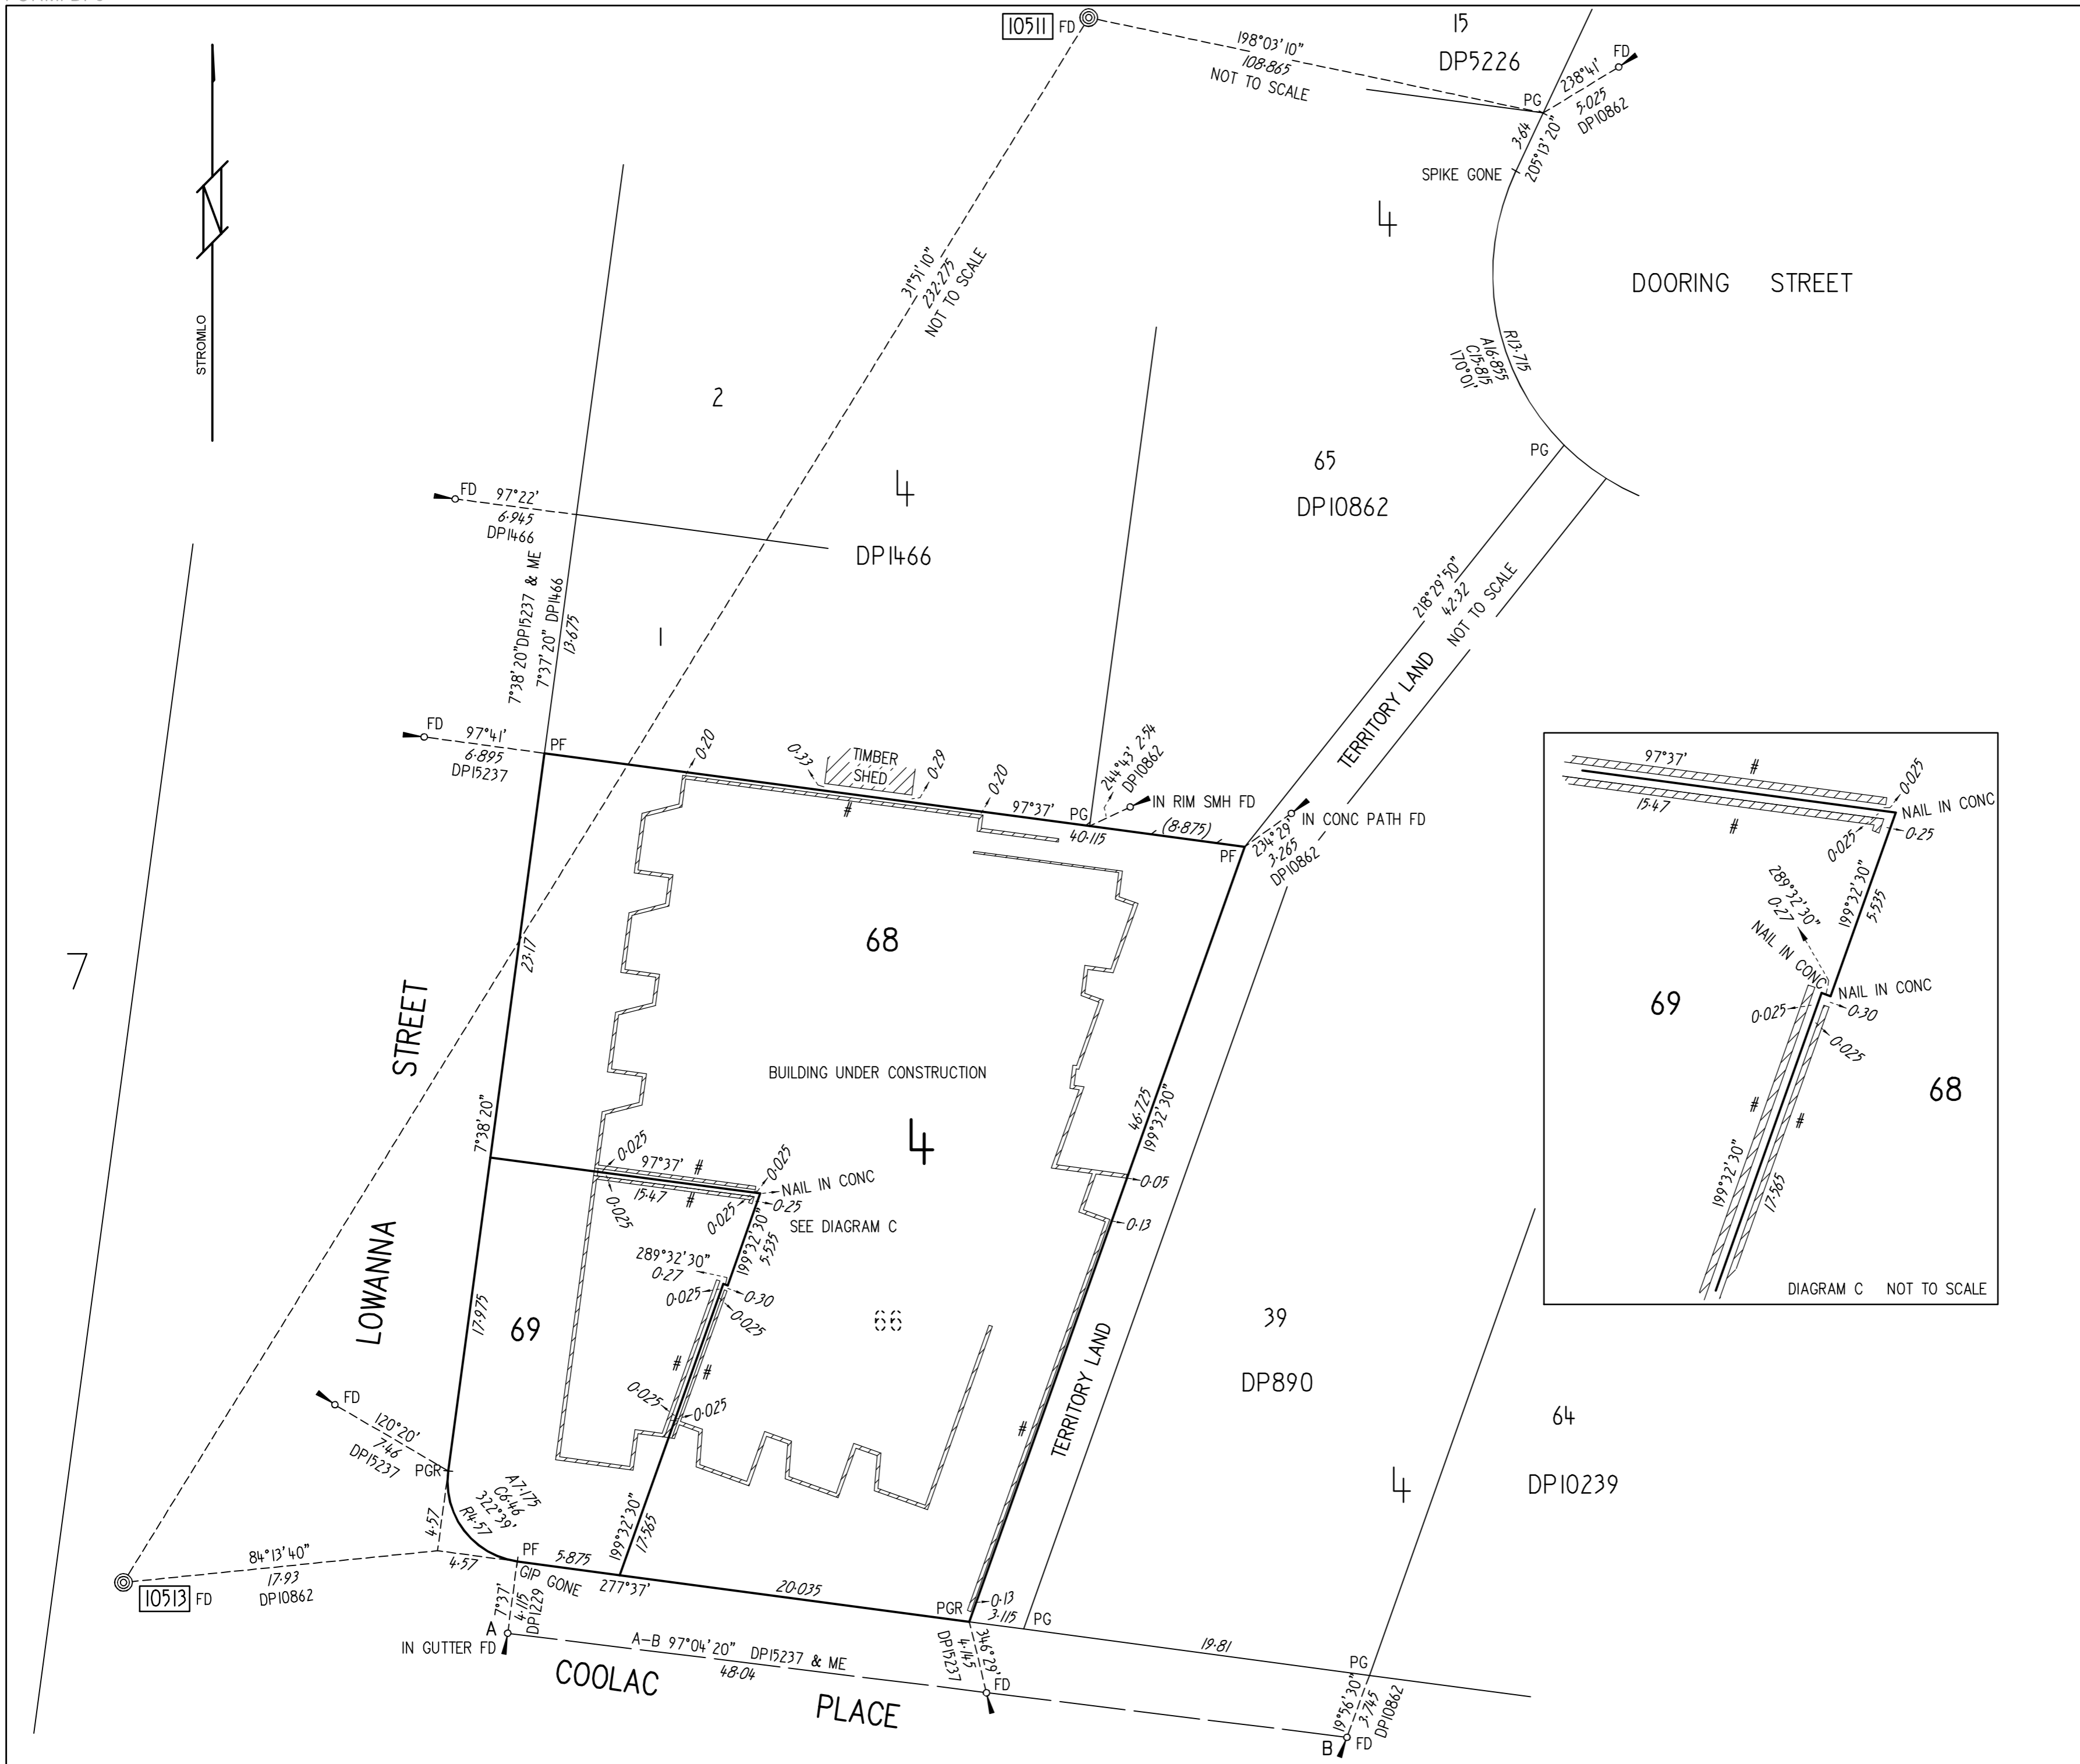 10511 FD
198°03'10"
108·865
NOT TO SCALE
15
DP5226
FD
238°41'
5·025
DP10862
PG
3·64
205°13'20"
SPIKE GONE
4
DOORING STREET
R13·715
A16·855
C15·815
170°01'
PG
STROMLO
31°51'10"
232·275
NOT TO SCALE
2
4
DP1466
65
DP10862
FD 97°22'
6·945
DP1466
7°38'20"DP15237 & ME
7°37'20" DP1466
13·675
1
218°29'50"
42·32
NOT TO SCALE
TERRITORY LAND
FD
97°41'
6·895
DP15237
PF
0·20
0·33
TIMBER
SHED
0·29
#
0·20
97°37'
PG
40·115
(8·875)
244°43' 2·54
DP10862
IN RIM SMH FD
IN CONC PATH FD
PF
234°29'
3·265
DP10862
68
7
23·17
7°38'20"
BUILDING UNDER CONSTRUCTION
4
46·725
199°32'30"
0·05
0·13
0·025
97°37' #
0·025
NAIL IN CONC
15·47
#
0·025
0·025
0·25
SEE DIAGRAM C
199°32'30"
5·535
289°32'30"
0·27
0·025
0·30
0·025
66
#
#
0·025
0·025
69
17·975
LOWANNA STREET
39
DP890
TERRITORY LAND
#
64
4
DP10239
FD
120°20'
7·46
DP15237
PGR
A7·175
C6·46
322°39'
R4·57
4·57
4·57
84°13'40"
17·93
DP10862
10513 FD
PF
GIP GONE
5·875
277°37'
199°32'30"
17·565
20·035
7°37'
4·115
DP1229
A
IN GUTTER FD
A-B 97°04'20" DP15237 & ME
48·04
COOLAC PLACE
PGR
0·13
3·115
PG
346°29'
4·145
DP15237
FD
19·81
PG
19°56'30"
3·745
DP10862
B
FD
97°37'
#
0·025
NAIL IN CONC
15·47
#
0·025
0·25
199°32'30"
5·535
289°32'30"
0·27
NAIL IN CONC
NAIL IN CONC
69
0·025
0·30
0·025
68
#
#
199°32'30"
17·565
DIAGRAM C NOT TO SCALE